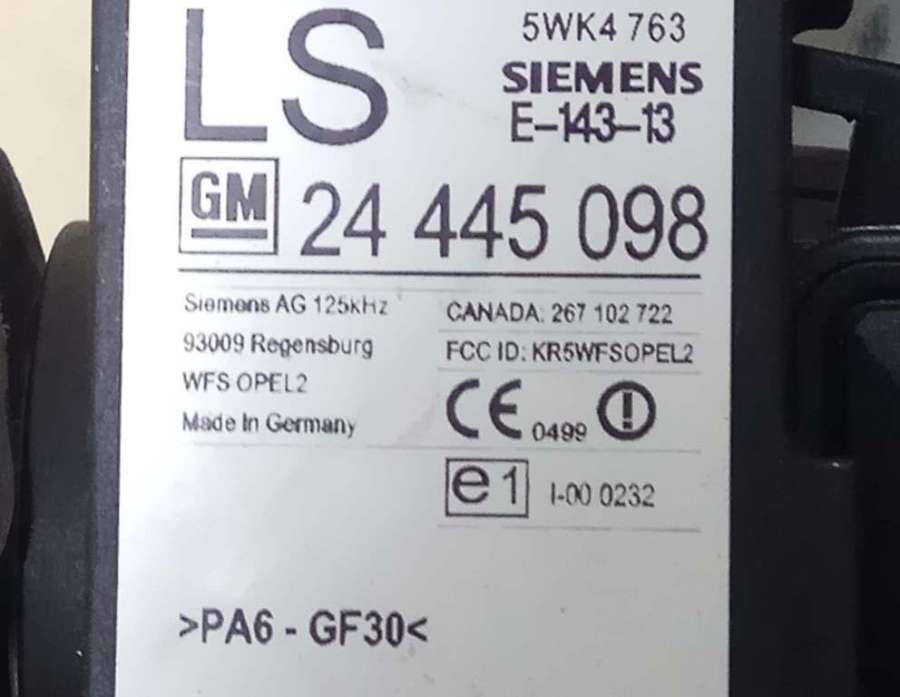 LS
5WK4 763
SIEMENS
E-143-13
GM
24 445 098
Siemens AG 125kHz
93009 Regensburg
WFS OPEL2
Made In Germany
CANADA: 267 102 722
FCC ID: KR5WFSOPEL2
CE 0499
e1 I-00 0232
>PA6 - GF30<